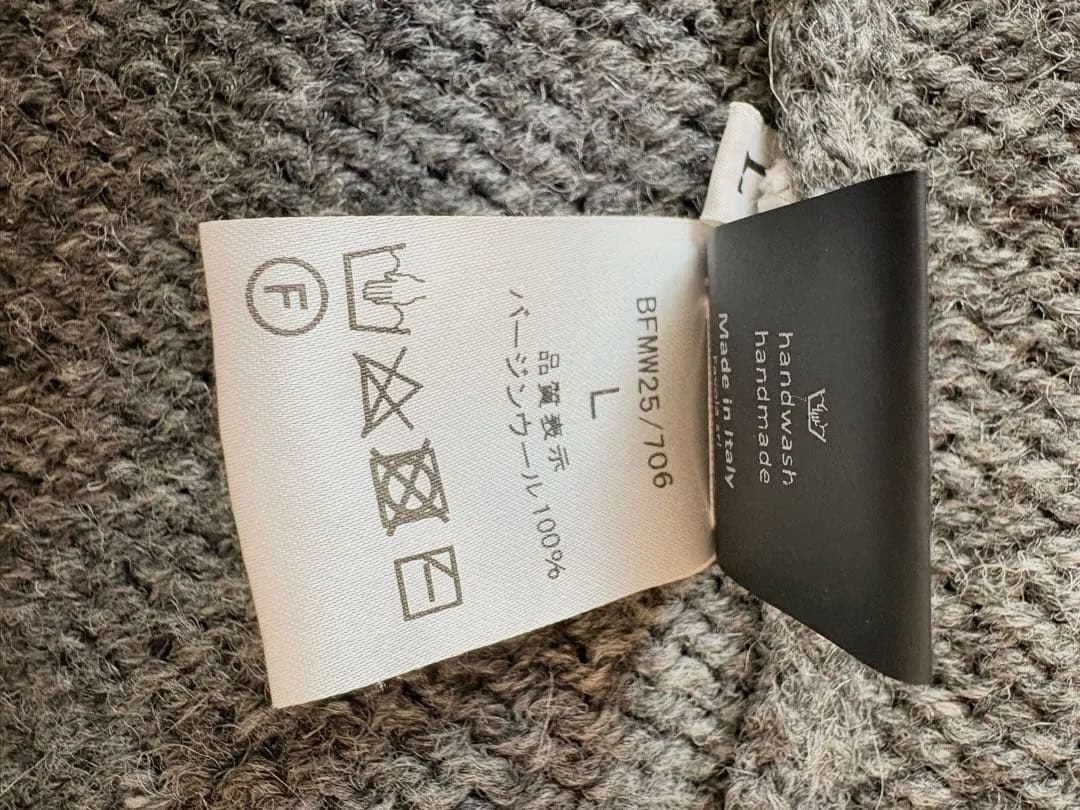 L
handwash
handmade
Made in Italy
BFMW25/706
L
品質表示
バージンウール100%
F